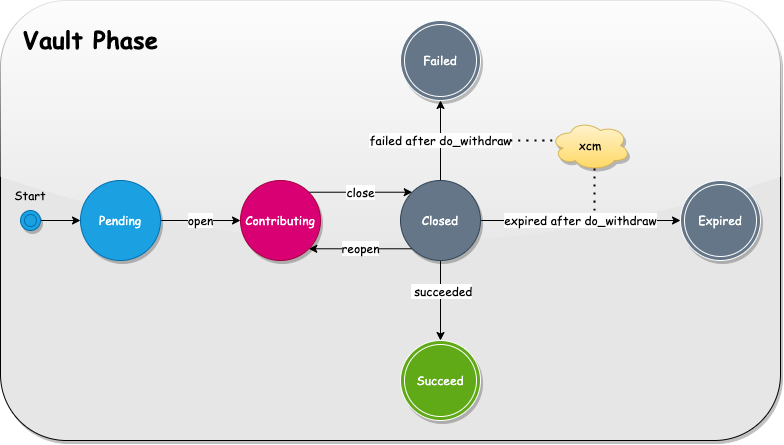 Vault Phase
Failed
failed after do_withdraw
xcm
Start
Pending
open
Contributing
close
reopen
Closed
expired after do_withdraw
Expired
succeeded
Succeed